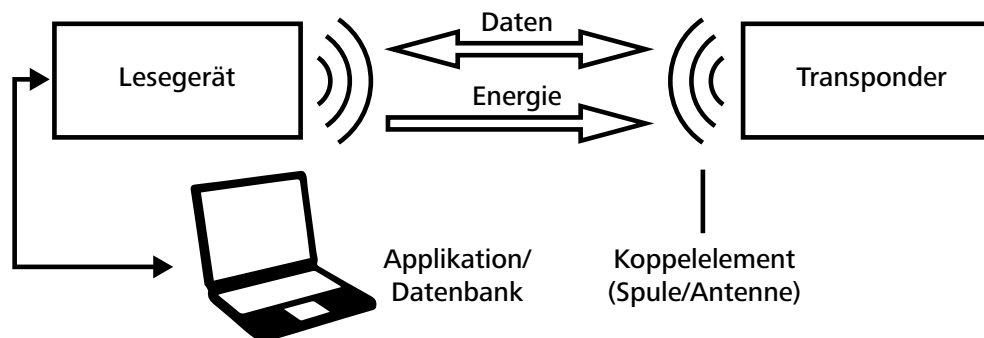 Daten
Lesegerät
Transponder
Energie
Applikation/
Datenbank
Koppelelement
(Spule/Antenne)